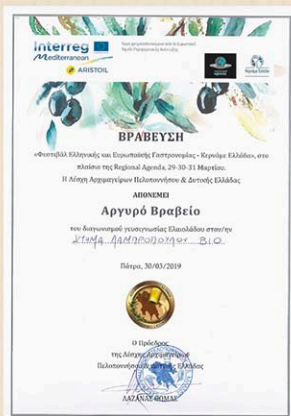 Interreg
Mediterranean
ARISTOIL
ΒΡΑΒΕΥΣΗ
«Φεστιβάλ Ελληνικής και Ευρωπαϊκής Γαστρονομίας - Κερνάμε Ελλάδα», στο
πλαίσιο της Regional Agenda, 29-30-31 Μαρτίου.
Η Λέσχη Αρχιμαγείρων Πελοποννήσου & Δυτικής Ελλάδας
ΑΠΟΝΕΜΕΙ
Αργυρό Βραβείο
του διαγωνισμού γευσιγνωσίας Ελαιολάδου στον/ην
ΚΤΗΜΑ ΛΑΜΠΡΟΠΟΥΛΟΥ ΒΙΟ
Πάτρα, 30/03/2019
Ο Πρόεδρος
της Λέσχης Αρχιμαγείρων
Πελοποννήσου Δυτικής Ελλάδας
ΛΑΖΑΝΑΣ ΘΩΜΑΣ